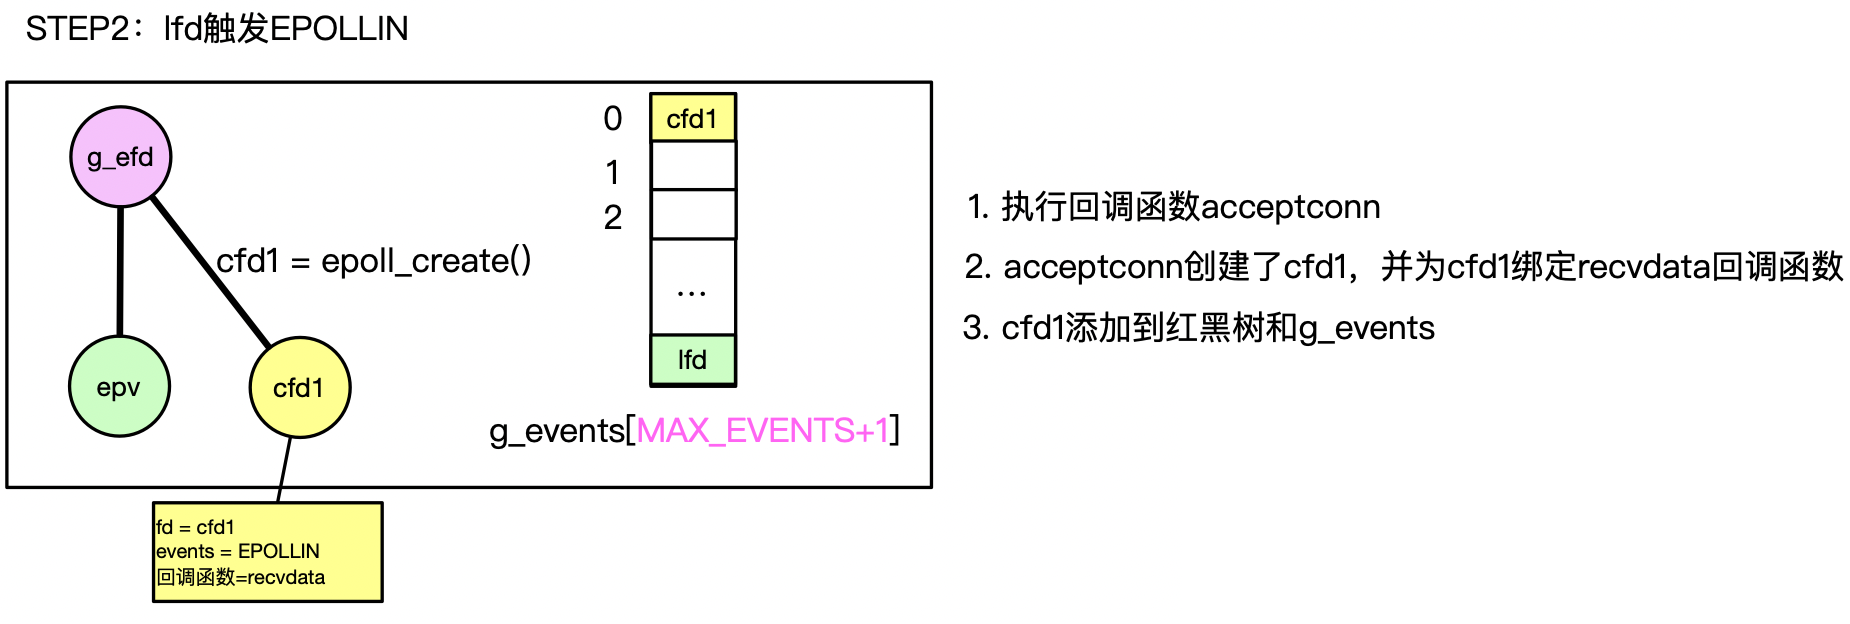 STEP2：lfd触发EPOLLIN
g_efd
cfd1 = epoll_create()
epv
cfd1
fd = cfd1
events = EPOLLIN
回调函数=recvdata
0
cfd1
1
2
...
lfd
g_events[MAX_EVENTS+1]
1. 执行回调函数acceptconn
2. acceptconn创建了cfd1，并为cfd1绑定recvdata回调函数
3. cfd1添加到红黑树和g_events